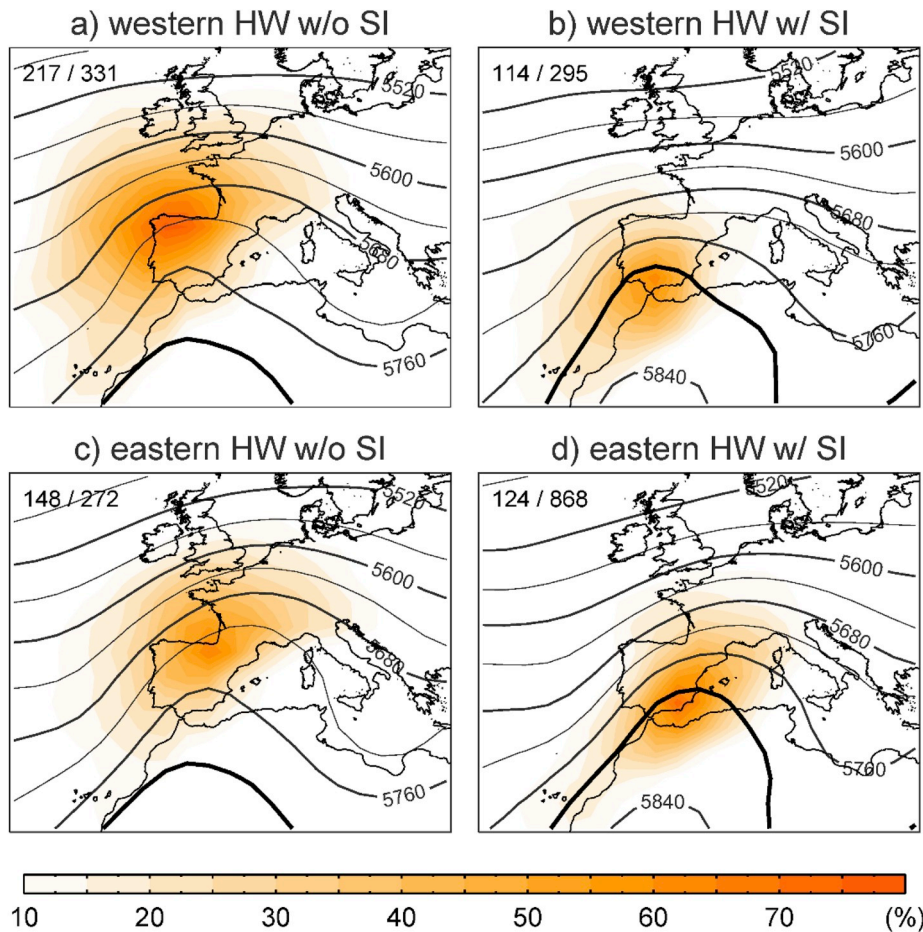 a) western HW w/o SI
b) western HW w/ SI
217 / 331
5520
5600
5680
5760
114 / 295
5520
5600
5680
5760
5840
c) eastern HW w/o SI
d) eastern HW w/ SI
148 / 272
5520
5600
5680
5760
124 / 868
5520
5600
5680
5760
5840
10 20 30 40 50 60 70 (%)